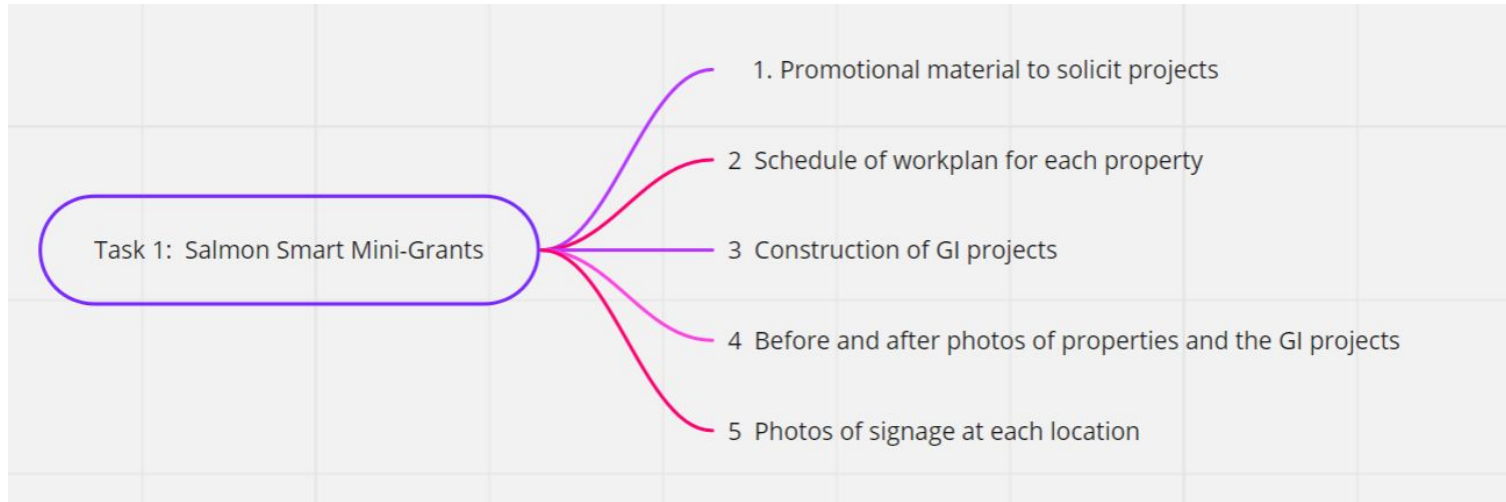 Task 1:  Salmon Smart Mini-Grants
1. Promotional material to solicit projects
2  Schedule of workplan for each property
3  Construction of GI projects
4  Before and after photos of properties and the GI projects
5  Photos of signage at each location